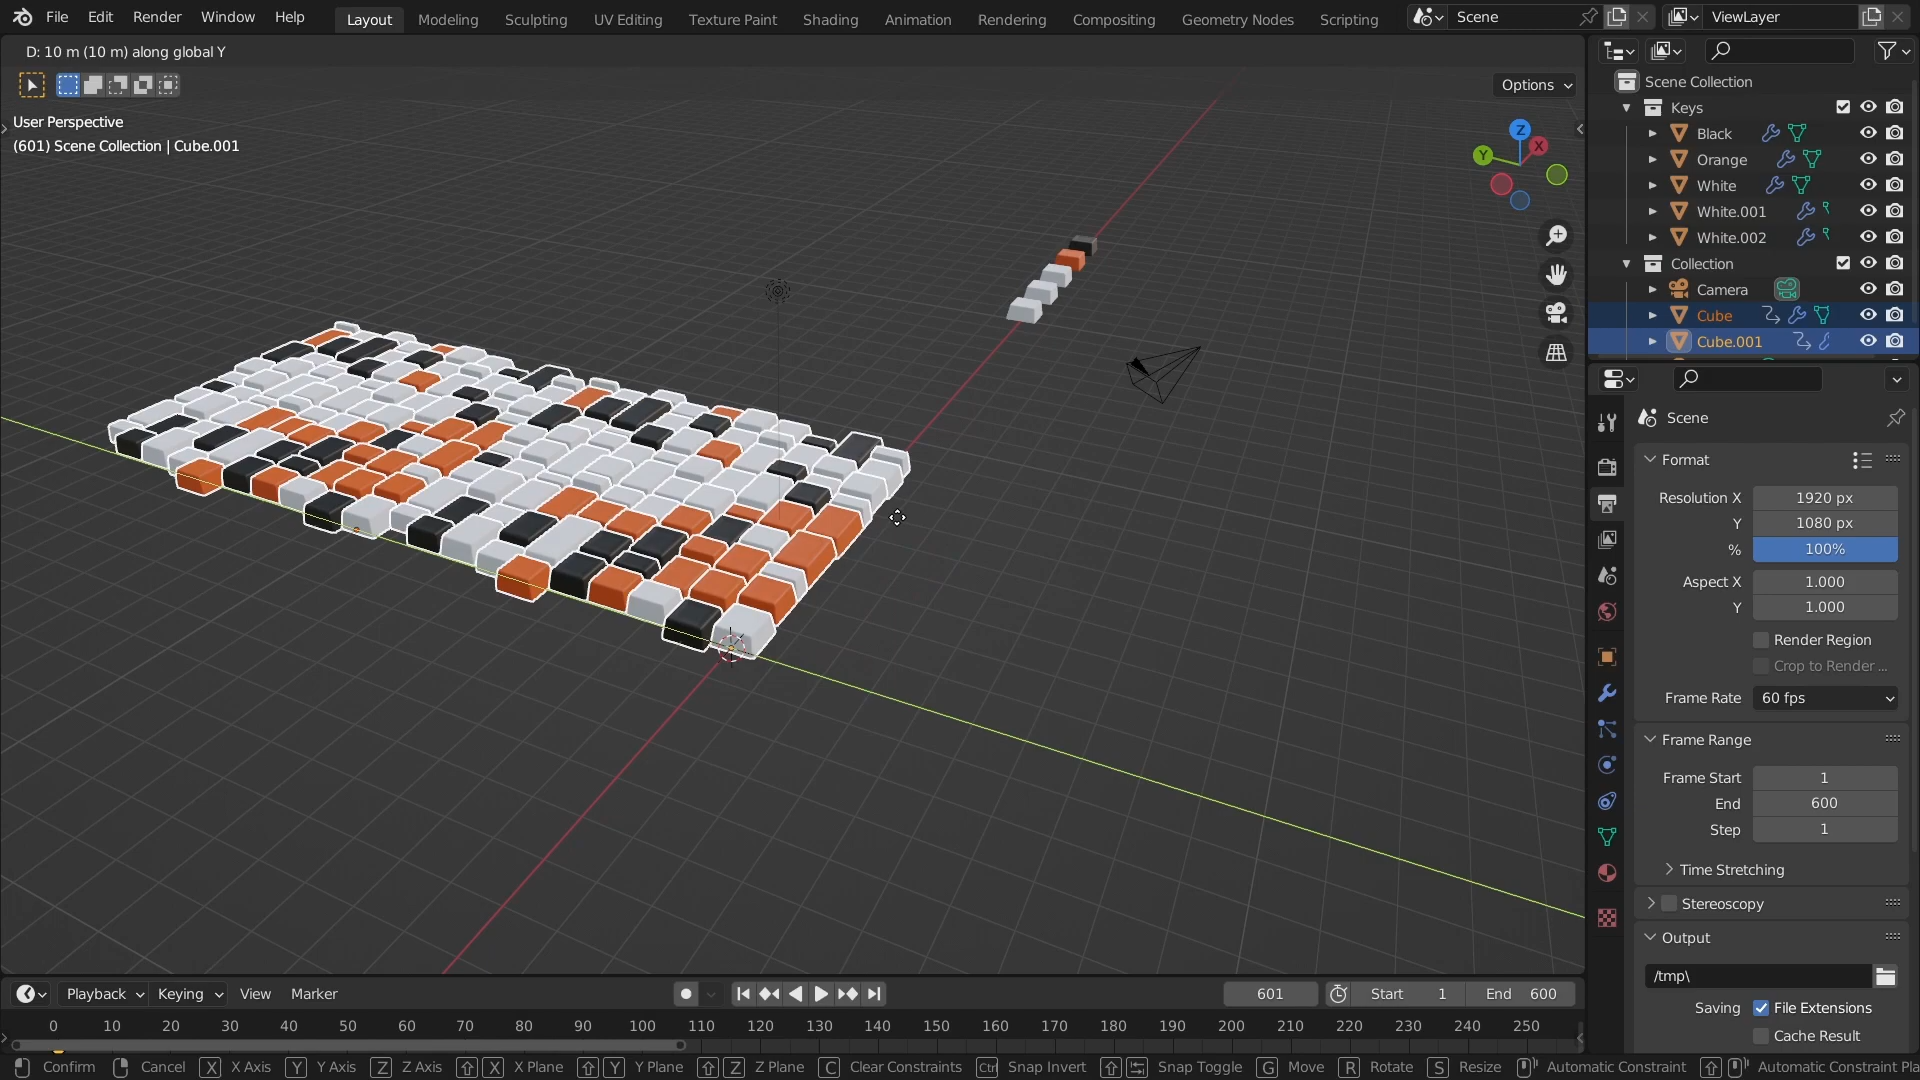 File Edit Render Window Help Layout Modeling Sculpting UV Editing Texture Paint Shading Animation Rendering Compositing Geometry Nodes Scripting Scene ViewLayer
D: 10 m (10 m) along global Y
Options
User Perspective
(601) Scene Collection | Cube.001
Z
Y X
Scene Collection
Keys
Black
Orange
White
White.001
White.002
Collection
Camera
Cube
Cube.001
Scene
Format
Resolution X 1920 px
Y 1080 px
% 100%
Aspect X 1.000
Y 1.000
Render Region
Crop to Render ...
Frame Rate 60 fps
Frame Range
Frame Start 1
End 600
Step 1
Time Stretching
Stereoscopy
Output
/tmp\
Saving File Extensions
Cache Result
Playback Keying View Marker 601 Start 1 End 600
0 10 20 30 40 50 60 70 80 90 100 110 120 130 140 150 160 170 180 190 200 210 220 230 240 250
Confirm Cancel X X Axis Y Y Axis Z Z Axis X X Plane Y Y Plane Z Z Plane C Clear Constraints Ctrl Snap Invert Snap Toggle G Move R Rotate S Resize Automatic Constraint Automatic Constraint Pla